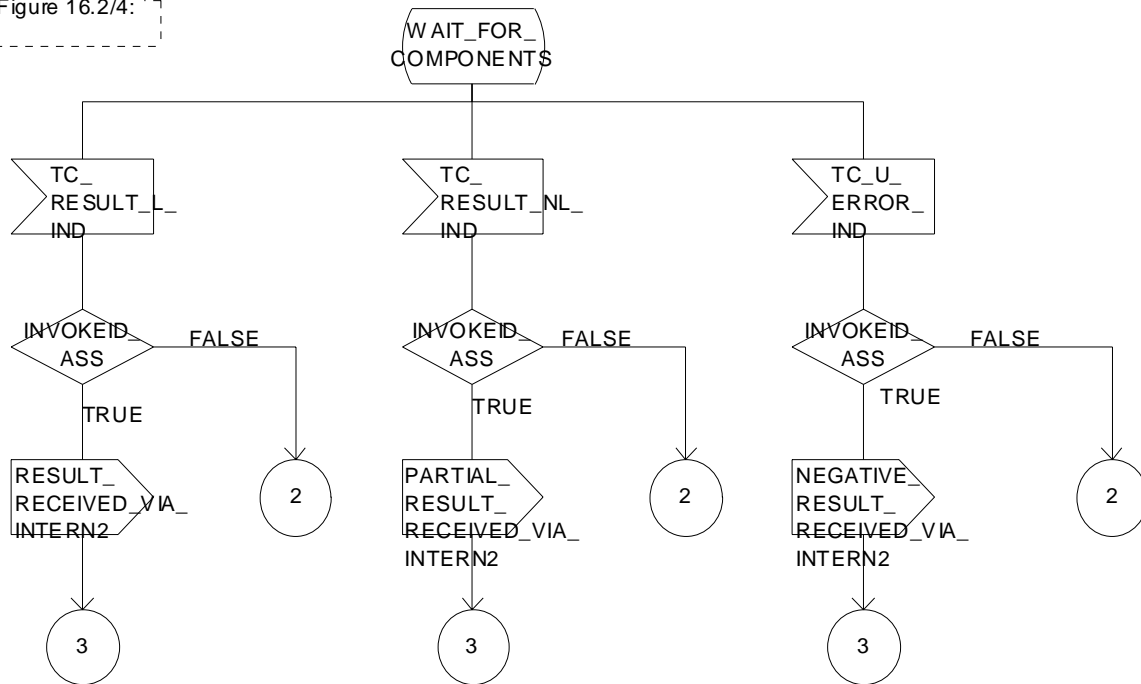 Figure 16.2/4:
WAIT_FOR_
COMPONENTS
TC_
RESULT_L_
IND
TC_
RESULT_NL_
IND
TC_U_
ERROR_
IND
INVOKEID_
ASS
FALSE
TRUE
INVOKEID_
ASS
FALSE
TRUE
INVOKEID_
ASS
FALSE
TRUE
RESULT_
RECEIVED_VIA_
INTERN2
2
PARTIAL_
RESULT_
RECEIVED_VIA_
INTERN2
2
NEGATIVE_
RESULT_
RECEIVED_VIA_
INTERN2
2
3
3
3